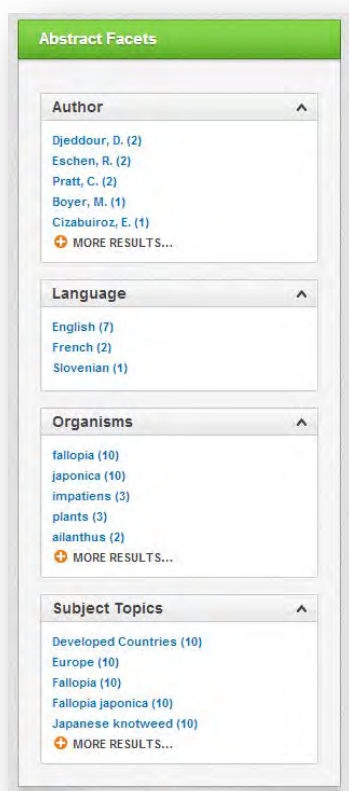 Abstract Facets
Author
Djeddour, D. (2)
Eschen, R. (2)
Pratt, C. (2)
Boyer, M. (1)
Cizabuiroz, E. (1)
MORE RESULTS...
Language
English (7)
French (2)
Slovenian (1)
Organisms
fallopia (10)
japonica (10)
impatiens (3)
plants (3)
ailanthus (2)
MORE RESULTS...
Subject Topics
Developed Countries (10)
Europe (10)
Fallopia (10)
Fallopia japonica (10)
Japanese knotweed (10)
MORE RESULTS...